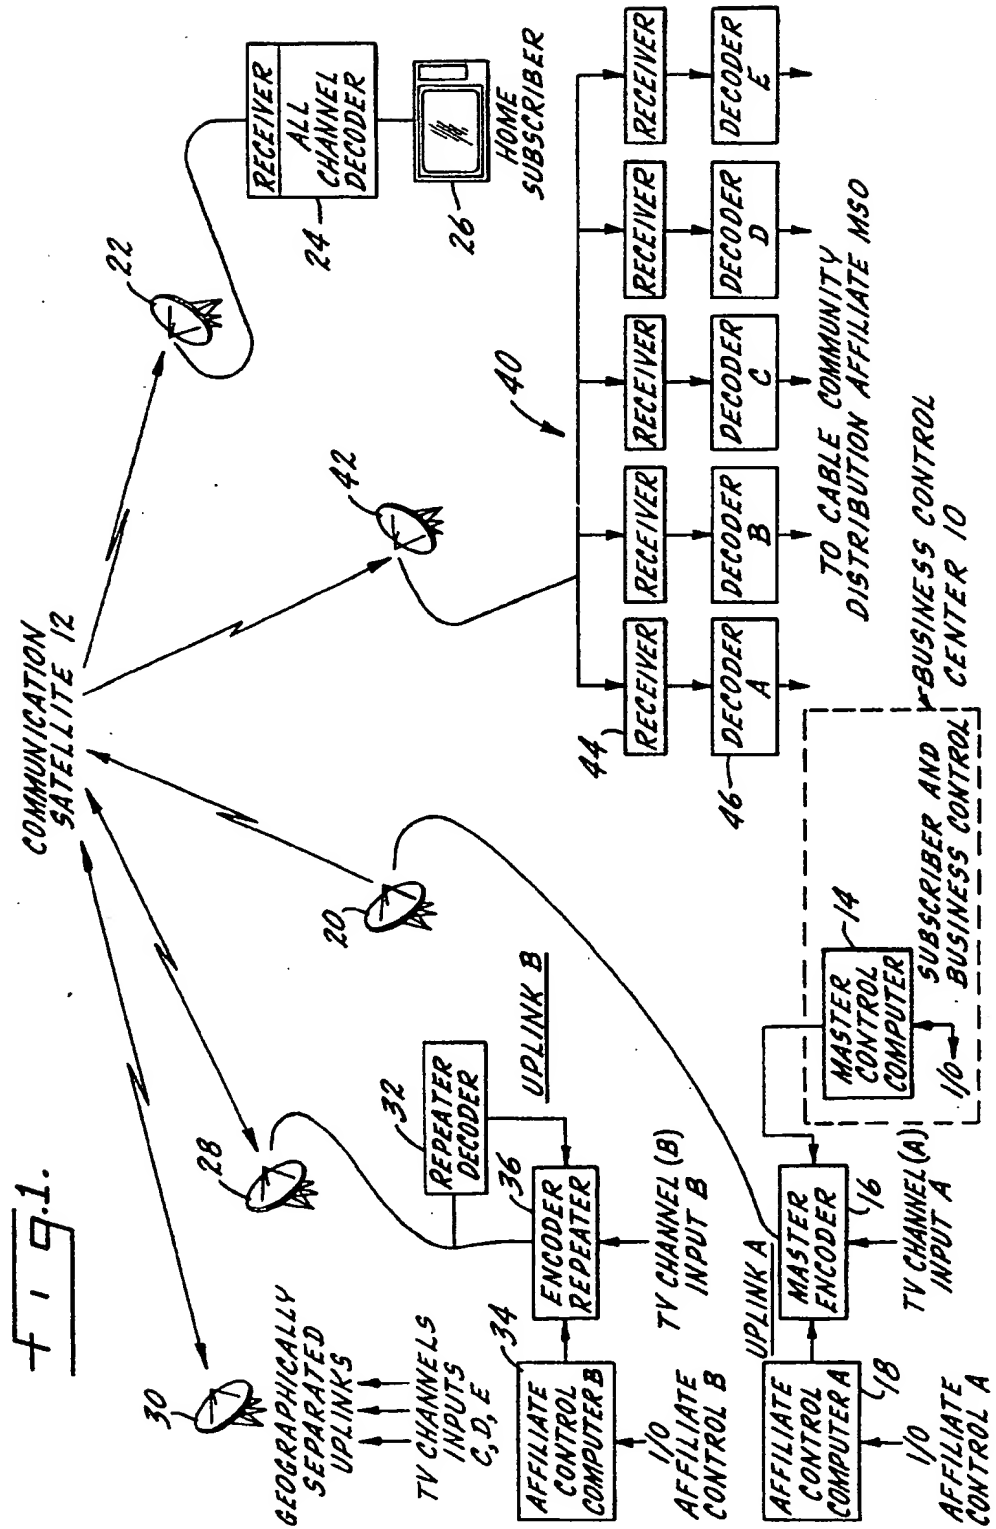 Fig.1.
COMMUNICATION
SATELLITE 12
30
28
20
42
22
GEOGRAPHICALLY
SEPARATED
UPLINKS
TV CHANNELS
INPUTS
C, D, E
32
REPEATER
DECODER
UPLINK B
34
AFFILIATE
CONTROL
COMPUTER B
36
ENCODER
REPEATER
I/O
AFFILIATE
CONTROL B
TV CHANNEL (B)
INPUT B
UPLINK A
AFFILIATE
CONTROL
COMPUTER A
18
MASTER
ENCODER
16
I/O
AFFILIATE
CONTROL A
TV CHANNEL (A)
INPUT A
MASTER
CONTROL
COMPUTER
14
I/O
SUBSCRIBER AND
BUSINESS CONTROL
BUSINESS CONTROL
CENTER 10
RECEIVER
ALL
CHANNEL
DECODER
24
26
HOME
SUBSCRIBER
40
44
RECEIVER
RECEIVER
RECEIVER
RECEIVER
RECEIVER
46
DECODER
A
DECODER
B
DECODER
C
DECODER
D
DECODER
E
TO CABLE COMMUNITY
DISTRIBUTION AFFILIATE MSO